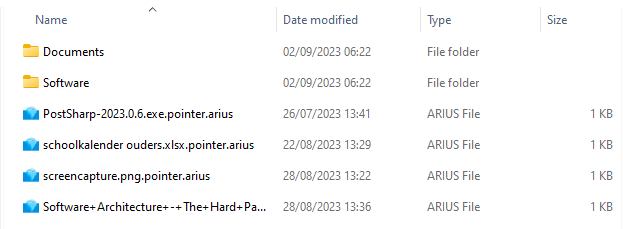 Name Date modified Type Size
Documents 02/09/2023 06:22 File folder
Software 02/09/2023 06:22 File folder
PostSharp-2023.0.6.exe.pointer.arius 26/07/2023 13:41 ARIUS File 1 KB
schoolkalender ouders.xlsx.pointer.arius 22/08/2023 13:29 ARIUS File 1 KB
screencapture.png.pointer.arius 28/08/2023 13:22 ARIUS File 1 KB
Software+Architecture+-+The+Hard+Pa... 28/08/2023 13:36 ARIUS File 1 KB